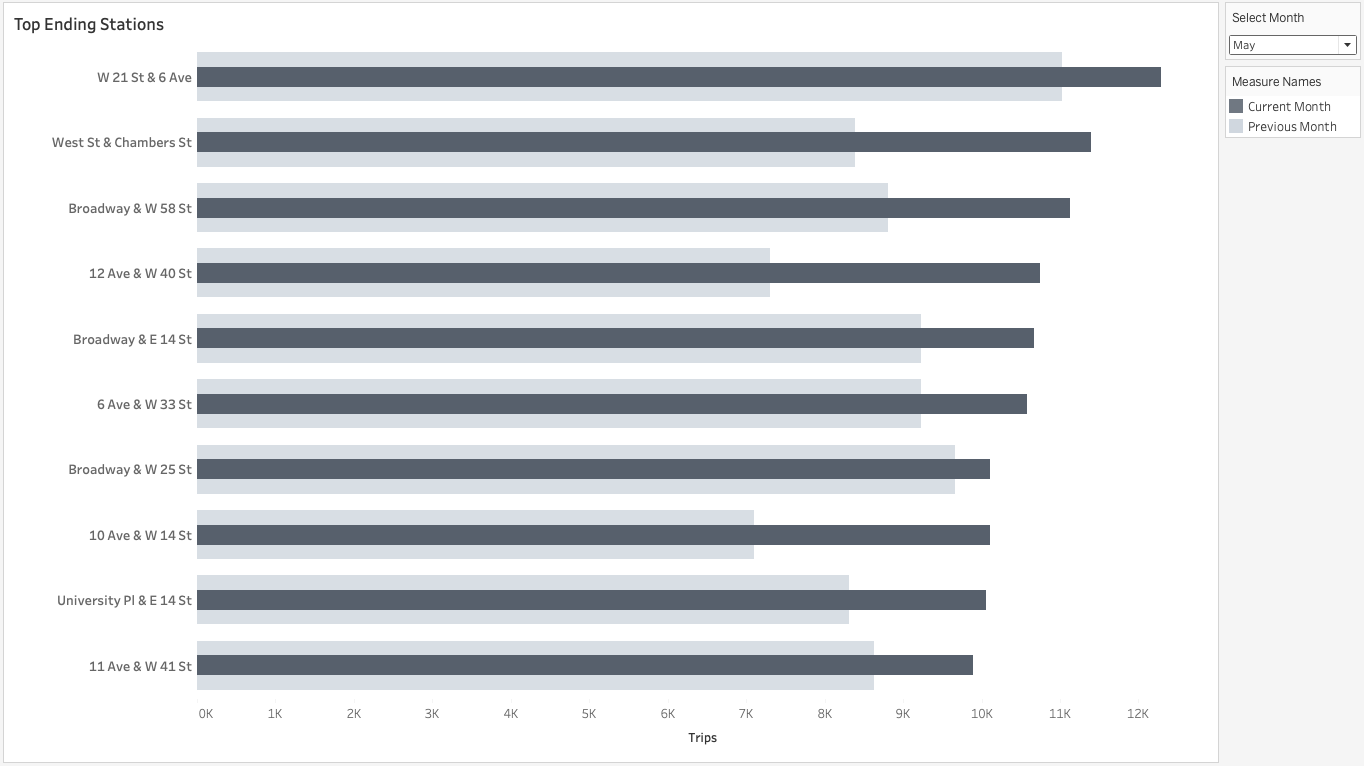 Top Ending Stations
Select Month
May
Measure Names
Current Month
Previous Month
W 21 St & 6 Ave
West St & Chambers St
Broadway & W 58 St
12 Ave & W 40 St
Broadway & E 14 St
6 Ave & W 33 St
Broadway & W 25 St
10 Ave & W 14 St
University Pl & E 14 St
11 Ave & W 41 St
0K 1K 2K 3K 4K 5K 6K 7K 8K 9K 10K 11K 12K
Trips